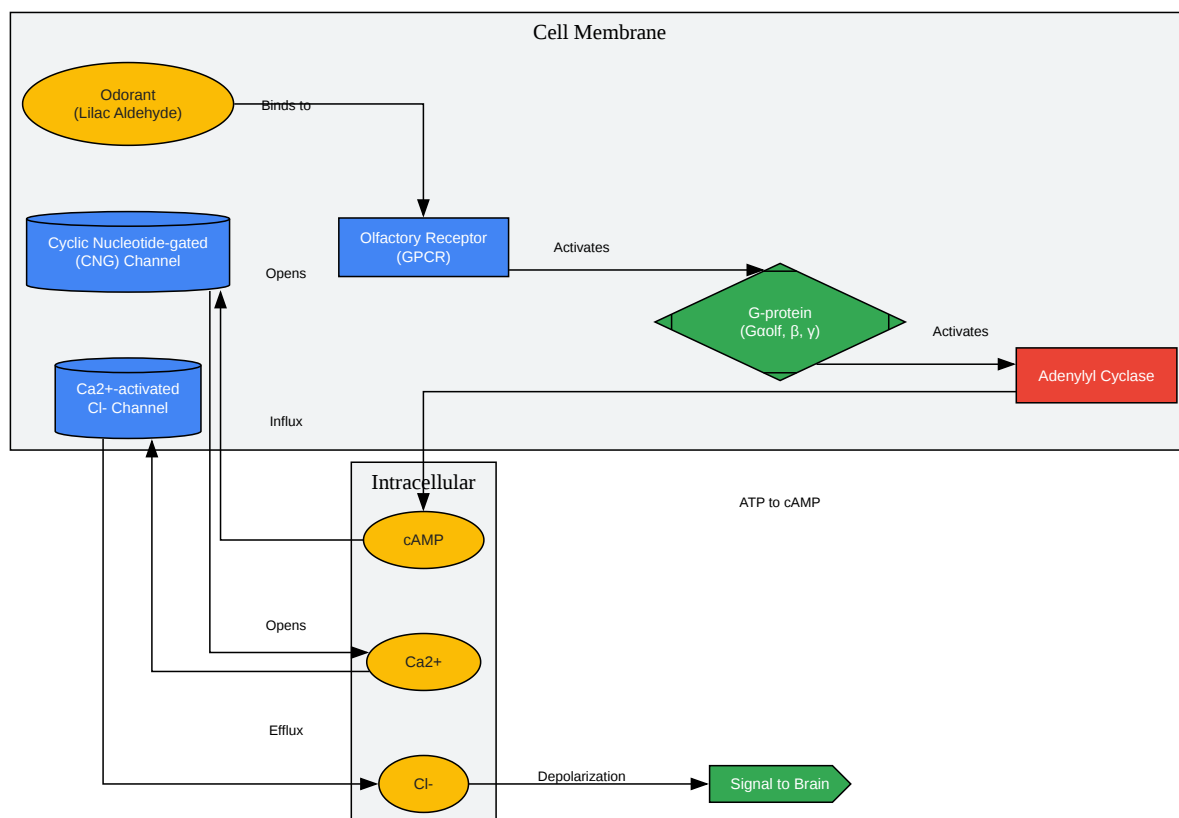 Cell Membrane
Odorant
(Lilac Aldehyde)
Binds to
Cyclic Nucleotide-gated
(CNG) Channel
Olfactory Receptor
(GPCR)
Activates
Opens
G-protein
(Gαolf, β, γ)
Activates
Adenylyl Cyclase
Ca2+-activated
Cl- Channel
Influx
Intracellular
ATP to cAMP
cAMP
Opens
Ca2+
Efflux
Cl-
Depolarization
Signal to Brain